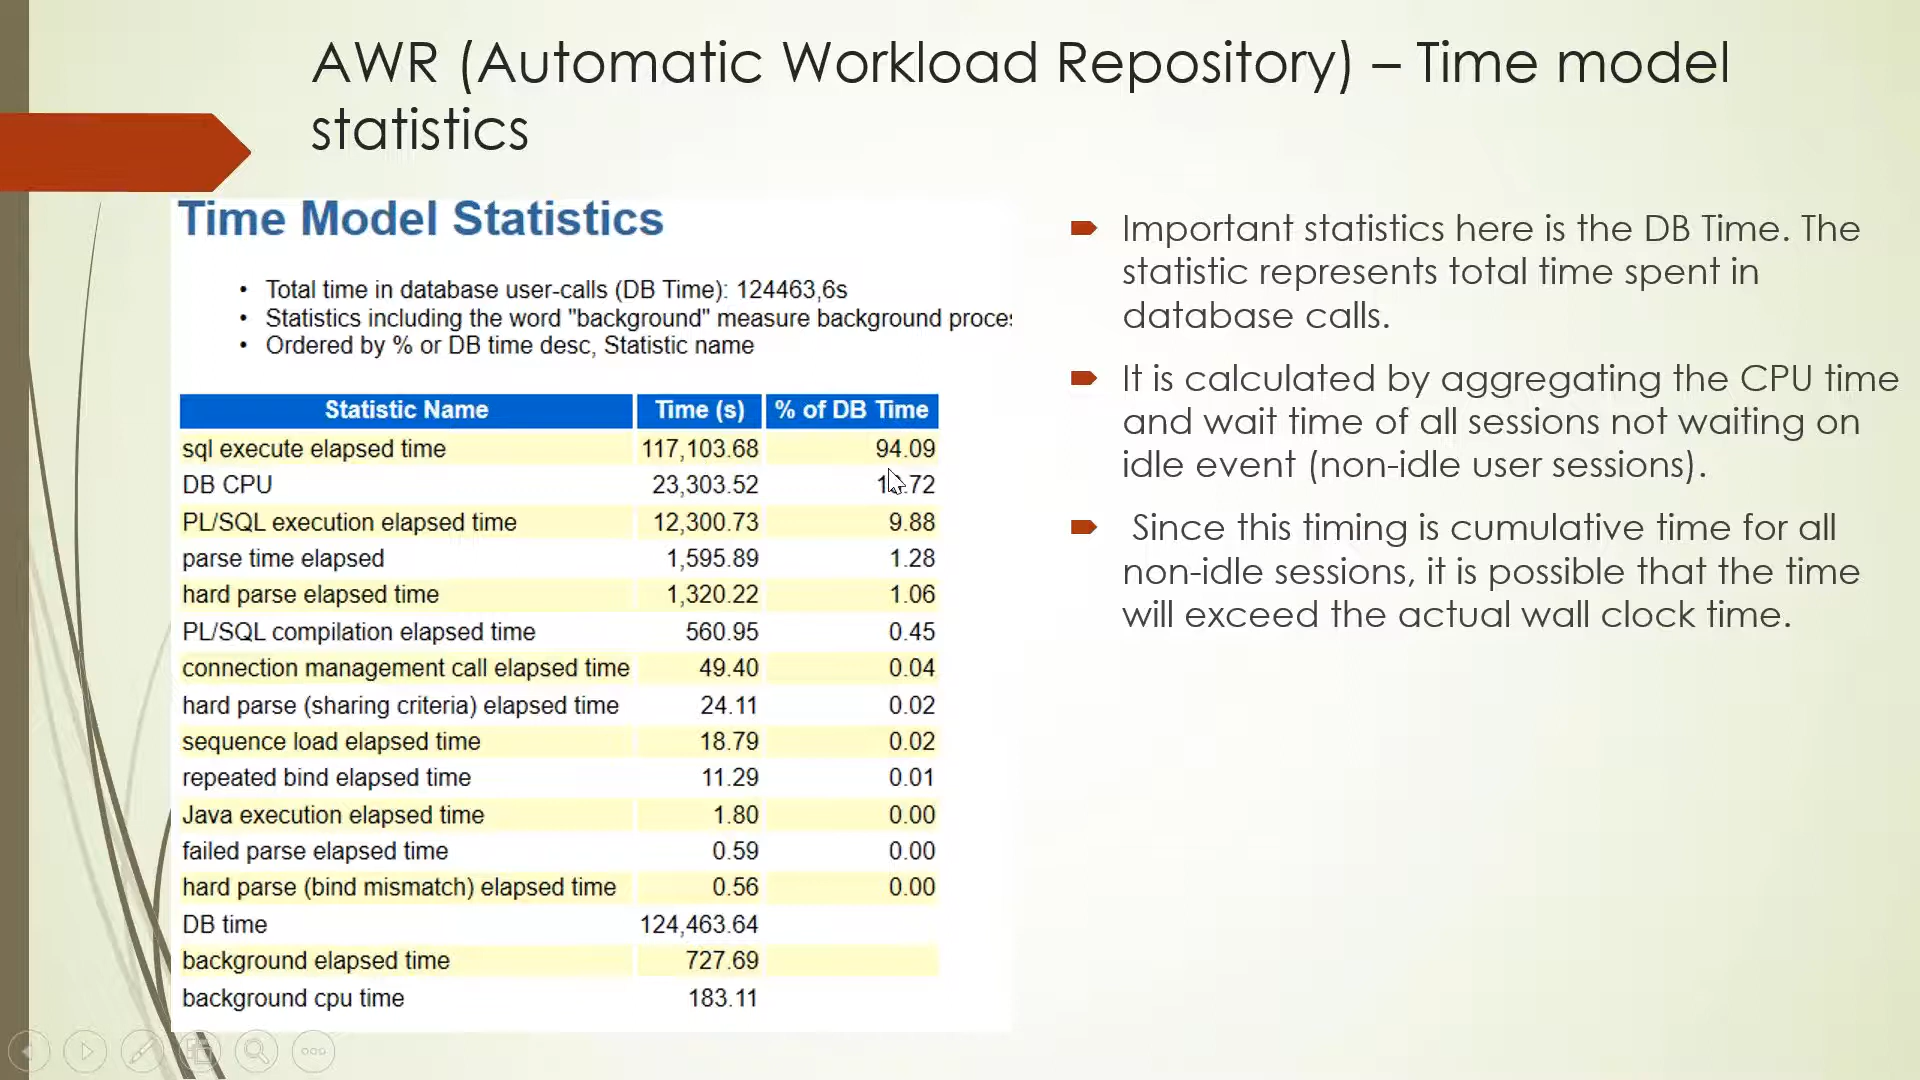 AWR (Automatic Workload Repository) – Time model
statistics
Time Model Statistics
• Total time in database user-calls (DB Time): 124463,6s
• Statistics including the word "background" measure background
• Ordered by % or DB time desc, Statistic name
Statistic Name Time (s) % of DB Time
sql execute elapsed time 117,103.68 94.09
DB CPU 23,303.52
PL/SQL execution elapsed time 12,300.73 9.88
parse time elapsed 1,595.89 1.28
hard parse elapsed time 1,320.22 1.06
PL/SQL compilation elapsed time 560.95 0.45
connection management call elapsed time 49.40 0.04
hard parse (sharing criteria) elapsed time 24.11 0.02
sequence load elapsed time 18.79 0.02
repeated bind elapsed time 11.29 0.01
Java execution elapsed time 1.80 0.00
failed parse elapsed time 0.59 0.00
hard parse (bind mismatch) elapsed time 0.56 0.00
DB time 124,463.64
background elapsed time 727.69
background cpu time 183.11
Important statistics here is the DB Time. The
statistic represents total time spent in
database calls.
It is calculated by aggregating the CPU time
and wait time of all sessions not waiting on
idle event (non-idle user sessions).
Since this timing is cumulative time for all
non-idle sessions, it is possible that the time
will exceed the actual wall clock time.